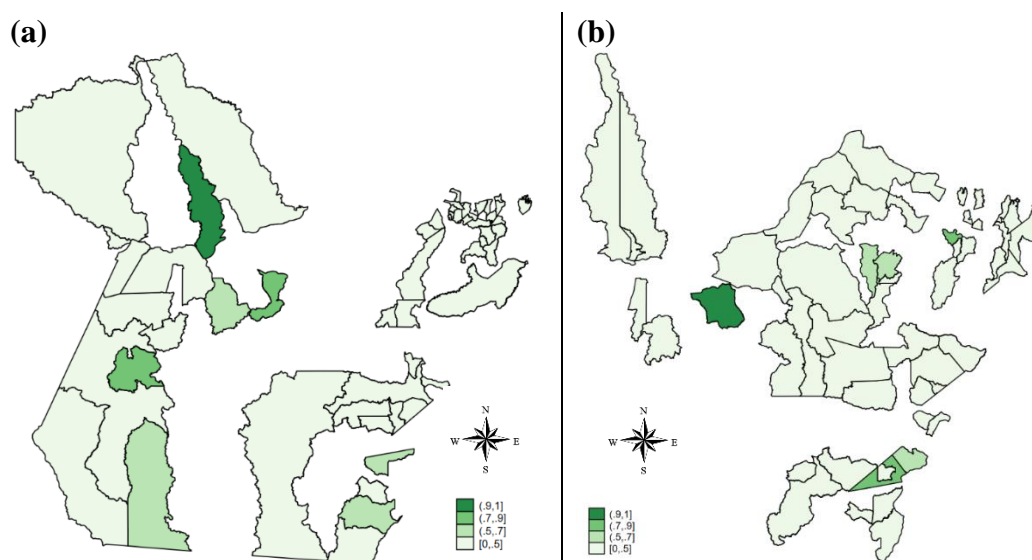 (a)
N
W E
S
(.9,1]
(.7,.9]
(.5,.7]
[0,.5]
(b)
N
W E
S
(.9,1]
(.7,.9]
(.5,.7]
[0,.5]